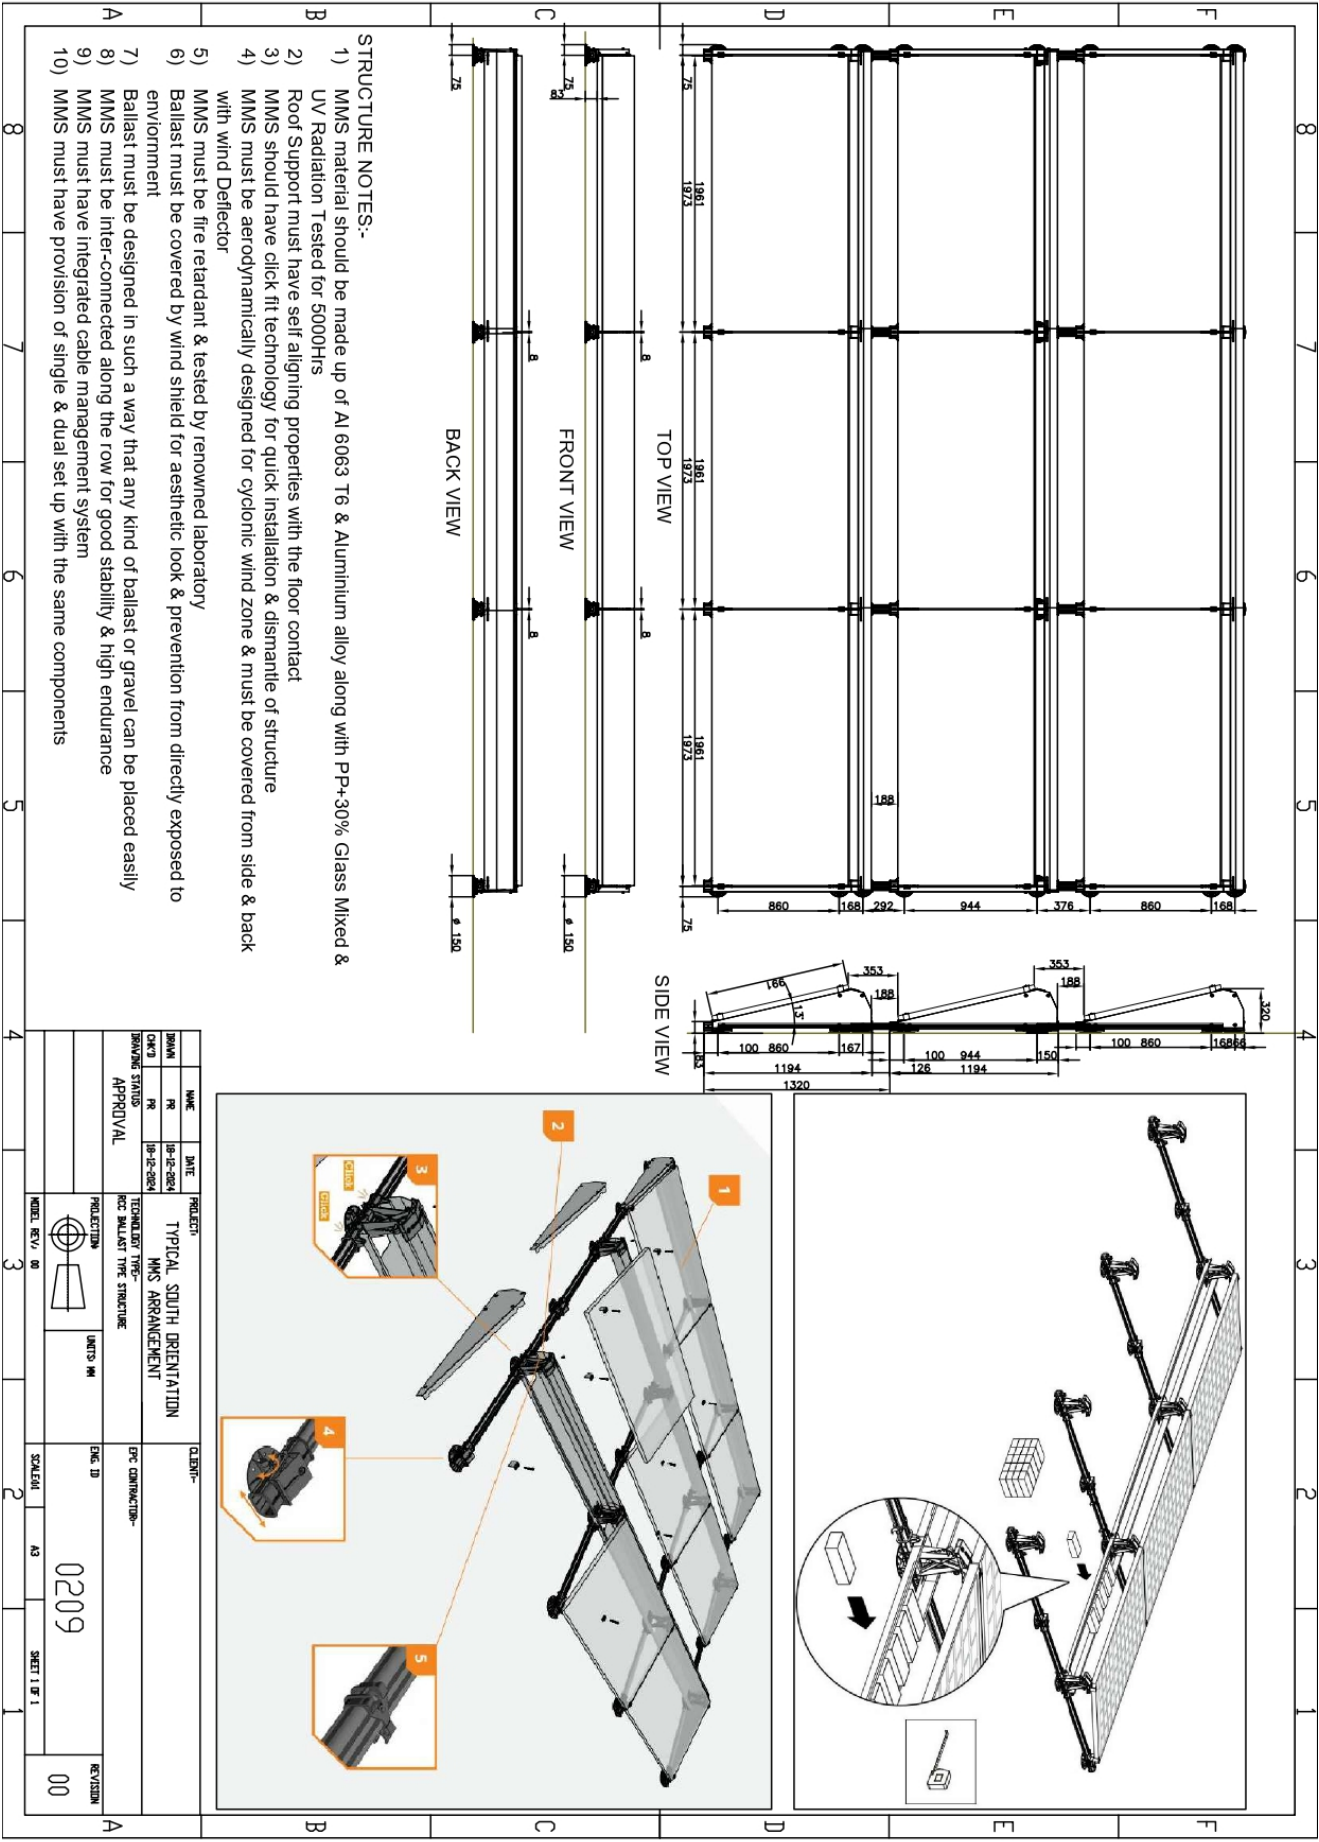 8
7
6
5
4
3
2
1
F
E
D
C
B
A
75
1961
1973
1961
1973
1961
1973
75
188
860
168
292
944
376
860
168
TOP VIEW
75
83
8
8
ø 150
FRONT VIEW
75
8
8
ø 150
BACK VIEW
353
188
353
188
320
991
13°
83
100
860
167
100
944
150
100
860
168
66
1194
126
1194
1320
SIDE VIEW
STRUCTURE NOTES:-
1) MMS material should be made up of Al 6063 T6 & Aluminium alloy along with PP+30% Glass Mixed &
UV Radiation Tested for 5000Hrs
2) Roof Support must have self aligning properties with the floor contact
3) MMS should have click fit technology for quick installation & dismantle of structure
4) MMS must be aerodynamically designed for cyclonic wind zone & must be covered from side & back
with wind Deflector
5) MMS must be fire retardant & tested by renowned laboratory
6) Ballast must be covered by wind shield for aesthetic look & prevention from directly exposed to
enviornment
7) Ballast must be designed in such a way that any kind of ballast or gravel can be placed easily
8) MMS must be inter-connected along the row for good stability & high endurance
9) MMS must have integrated cable management system
10) MMS must have provision of single & dual set up with the same components
1
2
3
Click
Click
4
5
NAME
DATE
DRAWN
PR
18-12-2024
CHK'D
PR
18-12-2024
DRAWING STATUS:
APPROVAL
PROJECT:
TYPICAL SOUTH ORIENTATION
MMS ARRANGEMENT
TECHNOLOGY TYPE:-
RCC BALLAST TYPE STRUCTURE
PROJECTION:
UNITS: MM
MODEL REV: 00
CLIENT:-
EPC CONTRACTOR:-
ENG. ID
0209
REVISION
00
SCALE:
A3
SHEET 1 OF 1
8
7
6
5
4
3
2
1
F
E
D
C
B
A